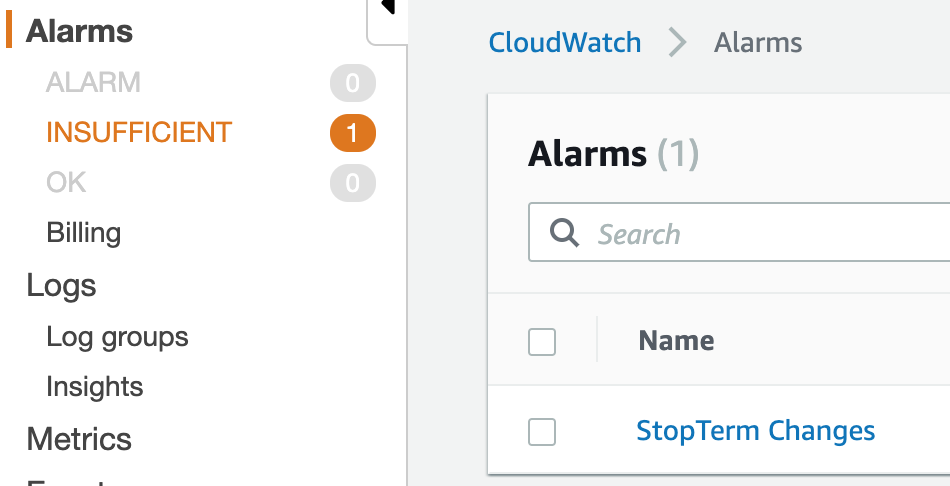 Alarms
ALARM 0
INSUFFICIENT 1
OK 0
Billing
Logs
Log groups
Insights
Metrics
CloudWatch > Alarms
Alarms (1)
Search
Name
StopTerm Changes